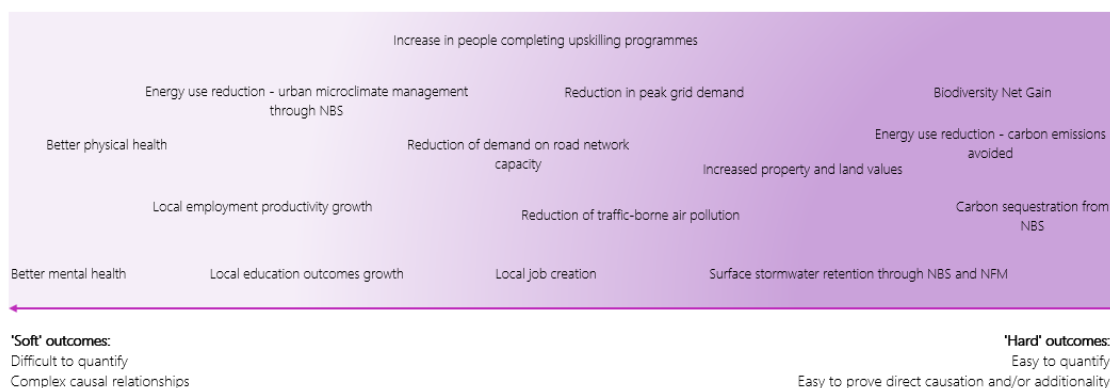 Increase in people completing upskilling programmes
Energy use reduction - urban microclimate management
through NBS
Reduction in peak grid demand
Biodiversity Net Gain
Better physical health
Reduction of demand on road network
capacity
Energy use reduction - carbon emissions
avoided
Increased property and land values
Local employment productivity growth
Reduction of traffic-borne air pollution
Carbon sequestration from
NBS
Better mental health
Local education outcomes growth
Local job creation
Surface stormwater retention through NBS and NFM
'Soft' outcomes:
Difficult to quantify
Complex causal relationships
'Hard' outcomes:
Easy to quantify
Easy to prove direct causation and/or additionality